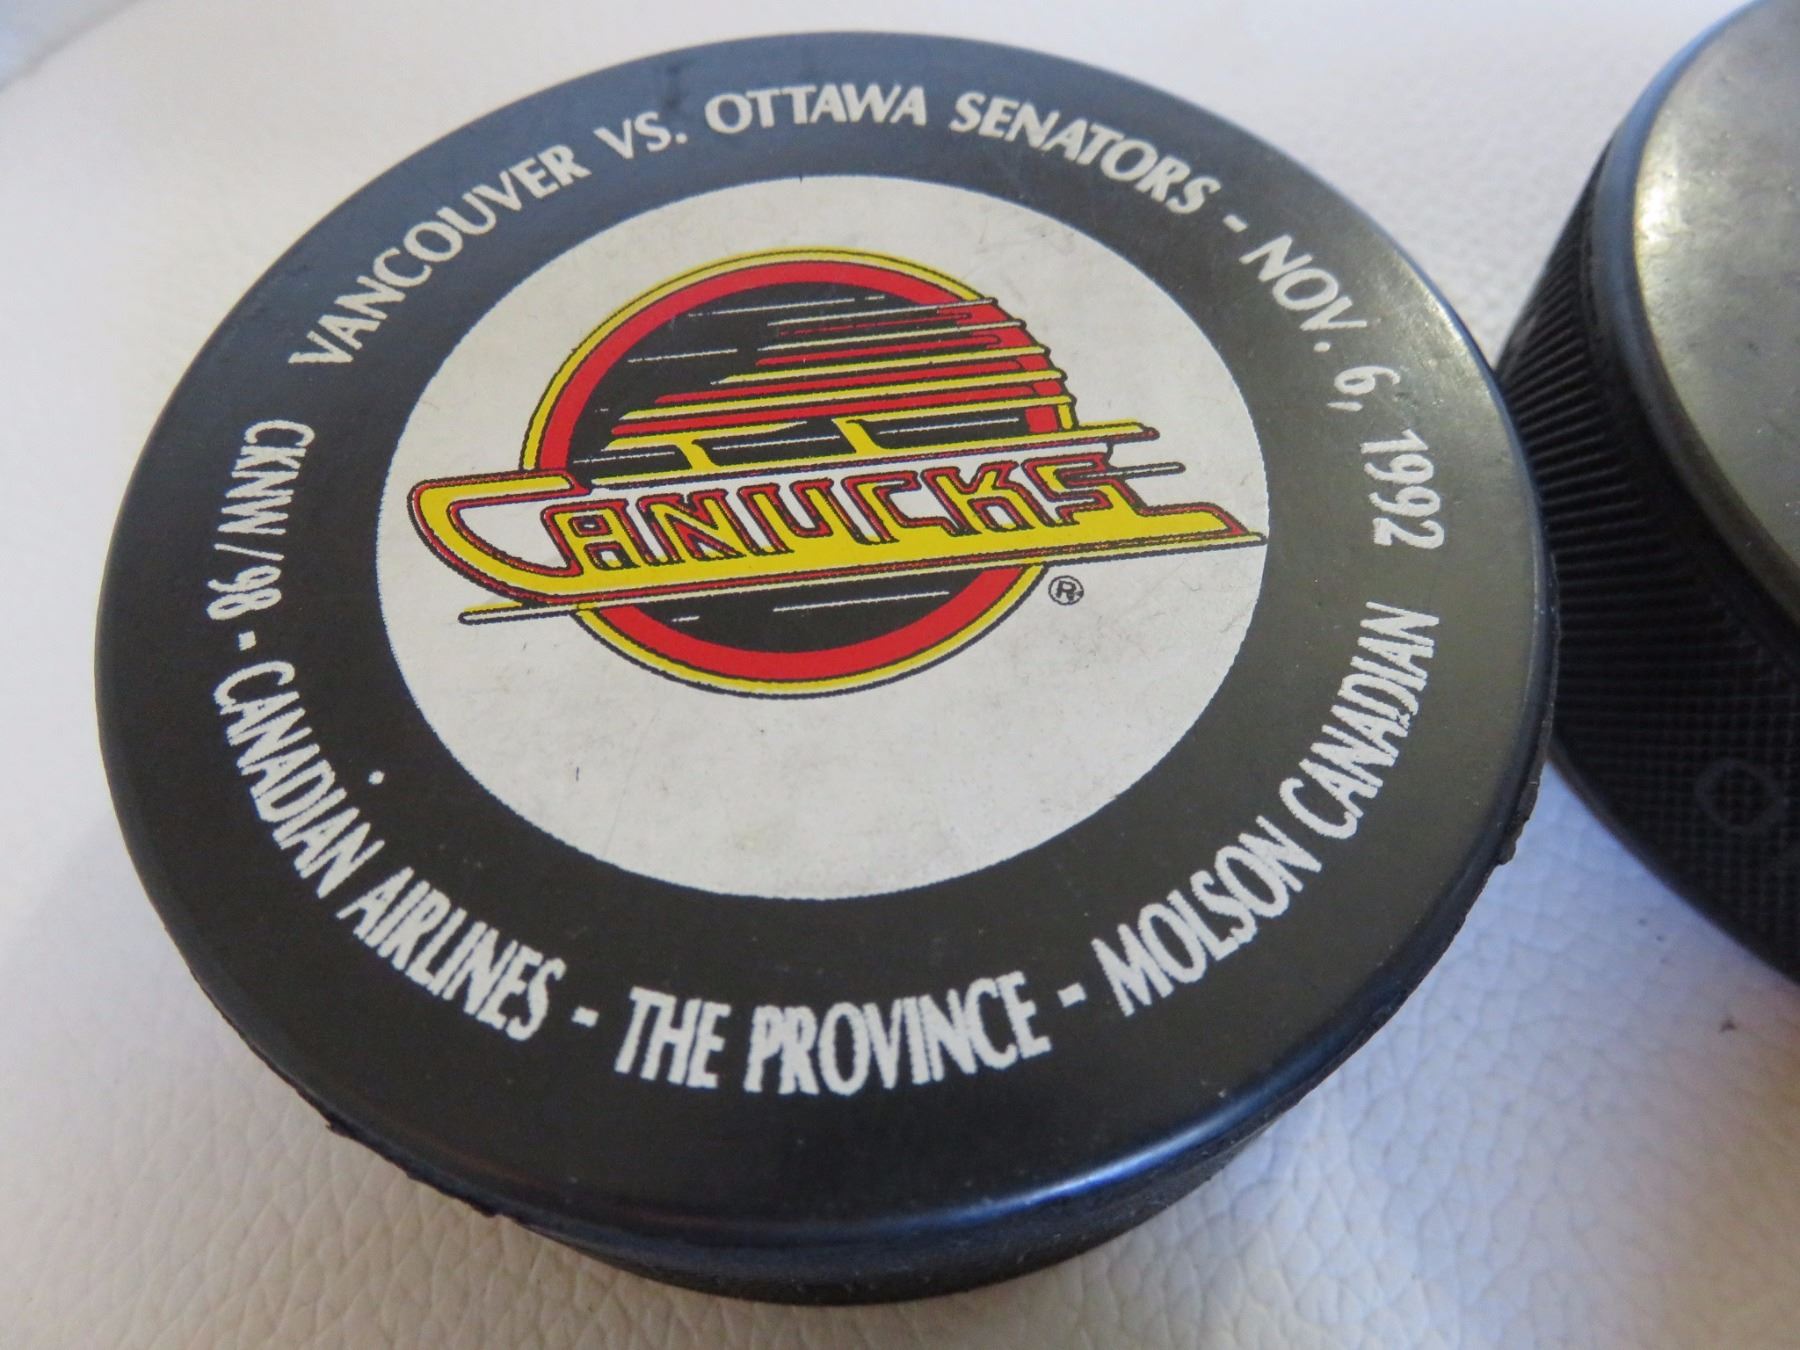 VANCOUVER VS. OTTAWA SENATORS - NOV. 6, 1992
CANUCKS
®
CKNW/98 - CANADIAN AIRLINES - THE PROVINCE - MOLSON CANADIAN